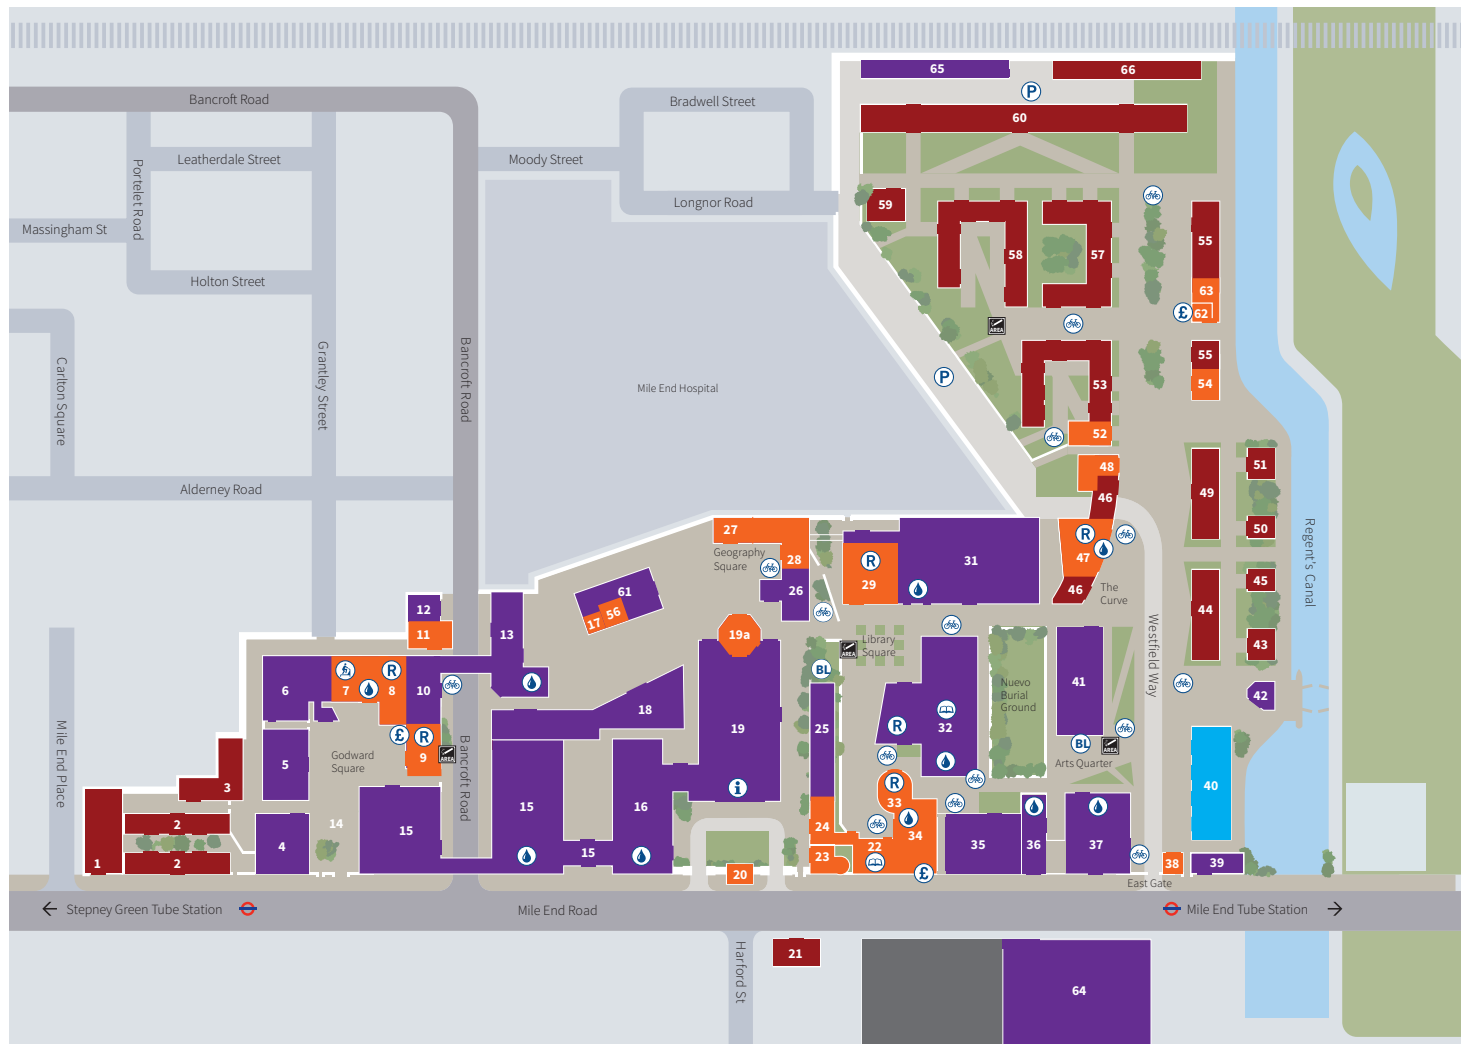 65
66
P
Bancroft Road
Bradwell Street
60
Leatherdale Street
Moody Street
Portelet Road
Longnor Road
59
Massingham St
55
58
57
Holton Street
63
£
62
AREA
Carlton Square
Grantley Street
Bancroft Road
55
P
53
54
Mile End Hospital
52
51
48
Alderney Road
49
46
50
27
Geography
Square
28
R
47
R
31
29
Regent's Canal
45
61
26
46
The
Curve
12
17
56
44
11
13
19a
Library
Square
AREA
43
Westfield Way
BL
6
7
R
8
10
Nuevo
Burial
Ground
41
42
18
R
25
19
32
£
R
BL
AREA
AREA
Godward
Square
9
5
Arts Quarter
Mile End Place
Bancroft Road
3
R
40
i
33
15
16
2
14
15
24
34
4
22
35
36
37
15
23
1
2
38
39
20
£
East Gate
Stepney Green Tube Station
Mile End Road
Mile End Tube Station
Harford St
21
64